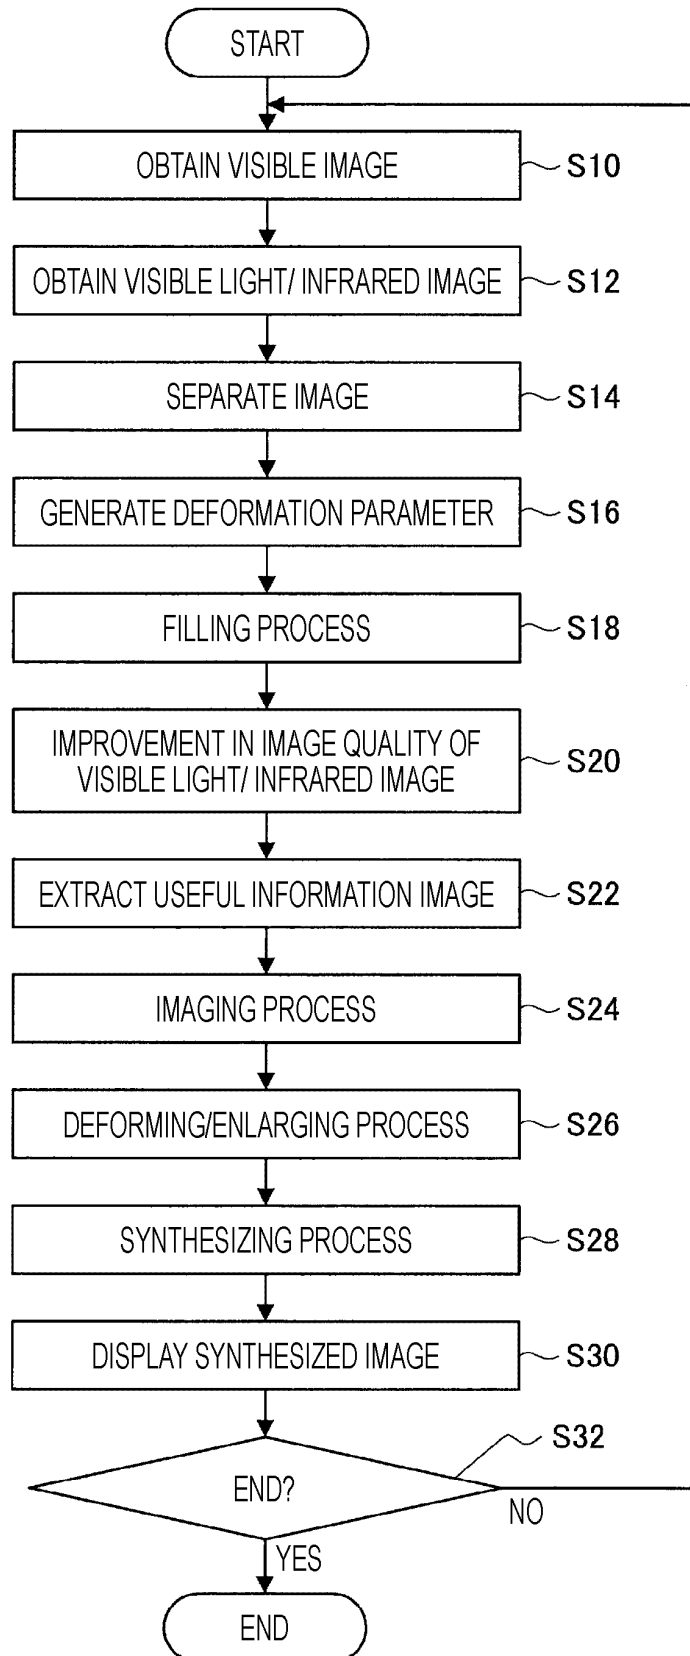 START
OBTAIN VISIBLE IMAGE
S10
OBTAIN VISIBLE LIGHT/ INFRARED IMAGE
S12
SEPARATE IMAGE
S14
GENERATE DEFORMATION PARAMETER
S16
FILLING PROCESS
S18
IMPROVEMENT IN IMAGE QUALITY OF
VISIBLE LIGHT/ INFRARED IMAGE
S20
EXTRACT USEFUL INFORMATION IMAGE
S22
IMAGING PROCESS
S24
DEFORMING/ENLARGING PROCESS
S26
SYNTHESIZING PROCESS
S28
DISPLAY SYNTHESIZED IMAGE
S30
S32
END?
NO
YES
END